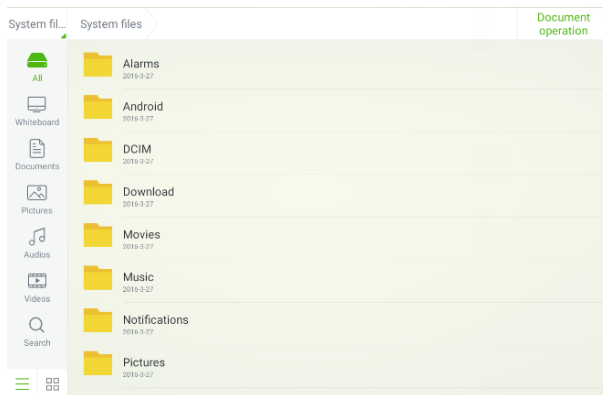 System fil...
System files
Document
operation
All
Whiteboard
Documents
Pictures
Audios
Videos
Search
Alarms
2016-3-27
Android
2016-3-27
DCIM
2016-3-27
Download
2016-3-27
Movies
2016-3-27
Music
2016-3-27
Notifications
2016-3-27
Pictures
2016-3-27